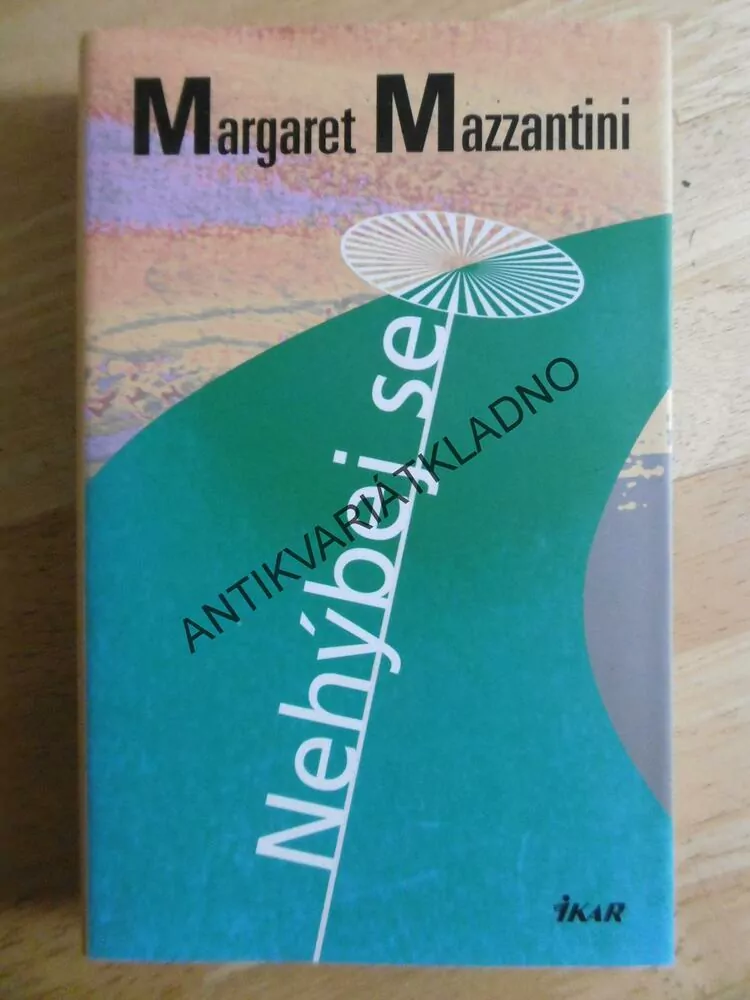 Margaret Mazzantini
Nehýbej se
ANTIKVARIÁTKLADNO
IKAR